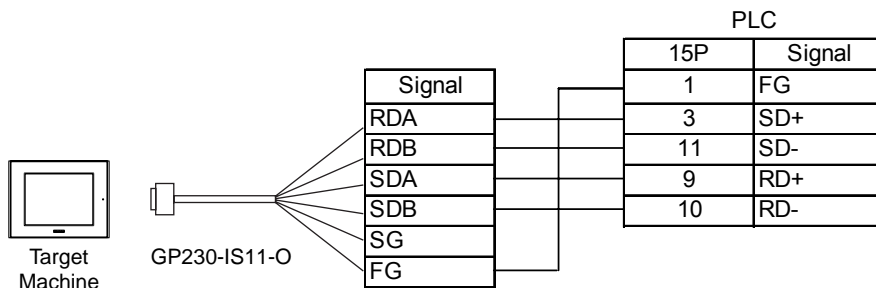 PLC
15P Signal
1 FG
3 SD+
11 SD-
9 RD+
10 RD-
Signal
RDA
RDB
SDA
SDB
SG
FG
GP230-IS11-O
Target
Machine